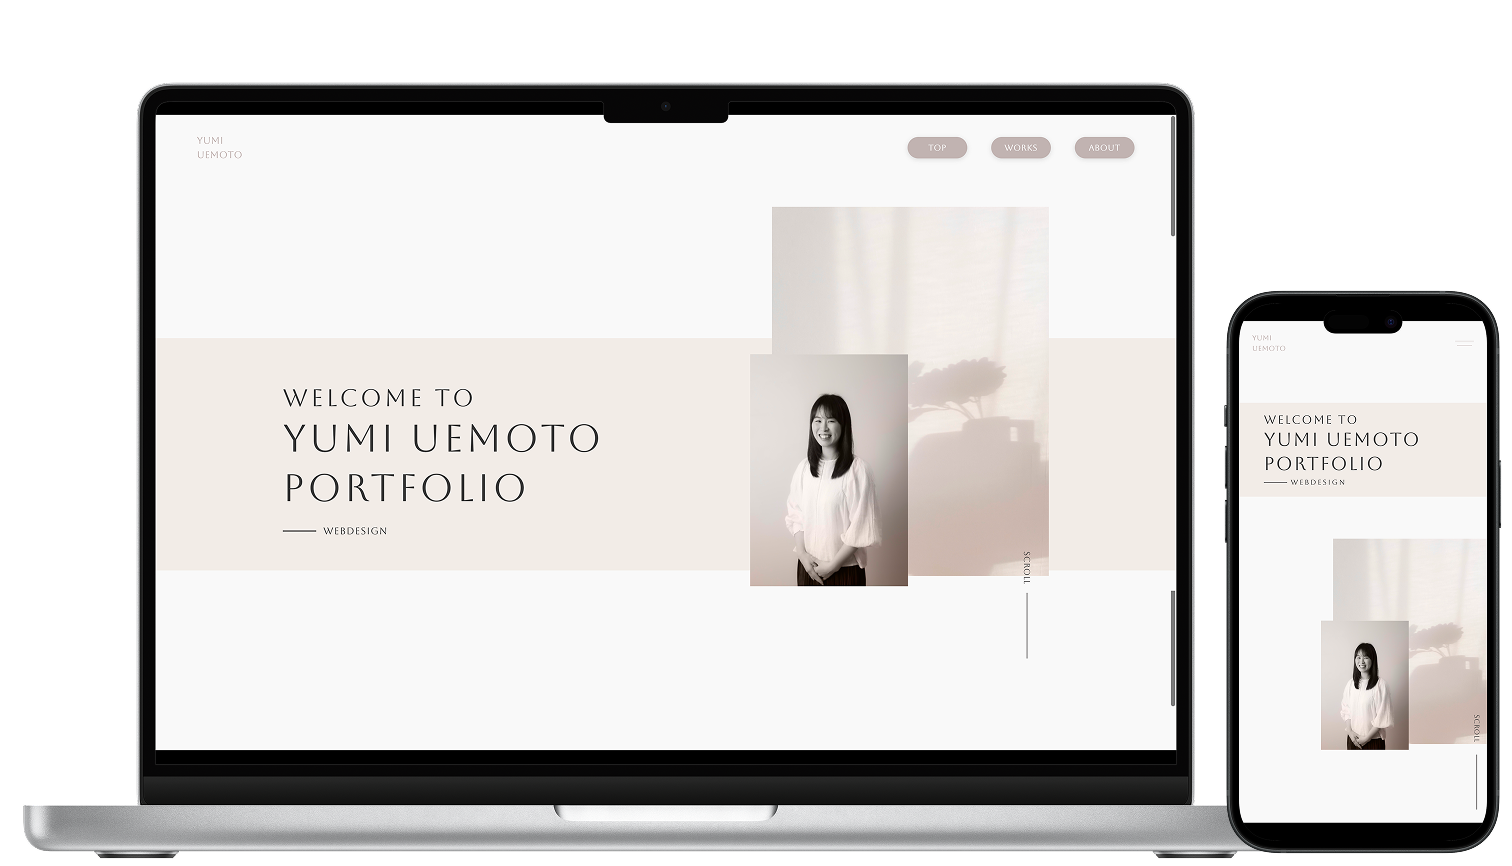 YUMI
UEMOTO
TOP
WORKS
ABOUT
WELCOME TO
YUMI UEMOTO
PORTFOLIO
WEBDESIGN
SCROLL
YUMI
UEMOTO
WELCOME TO
YUMI UEMOTO
PORTFOLIO
WEBDESIGN
SCROLL